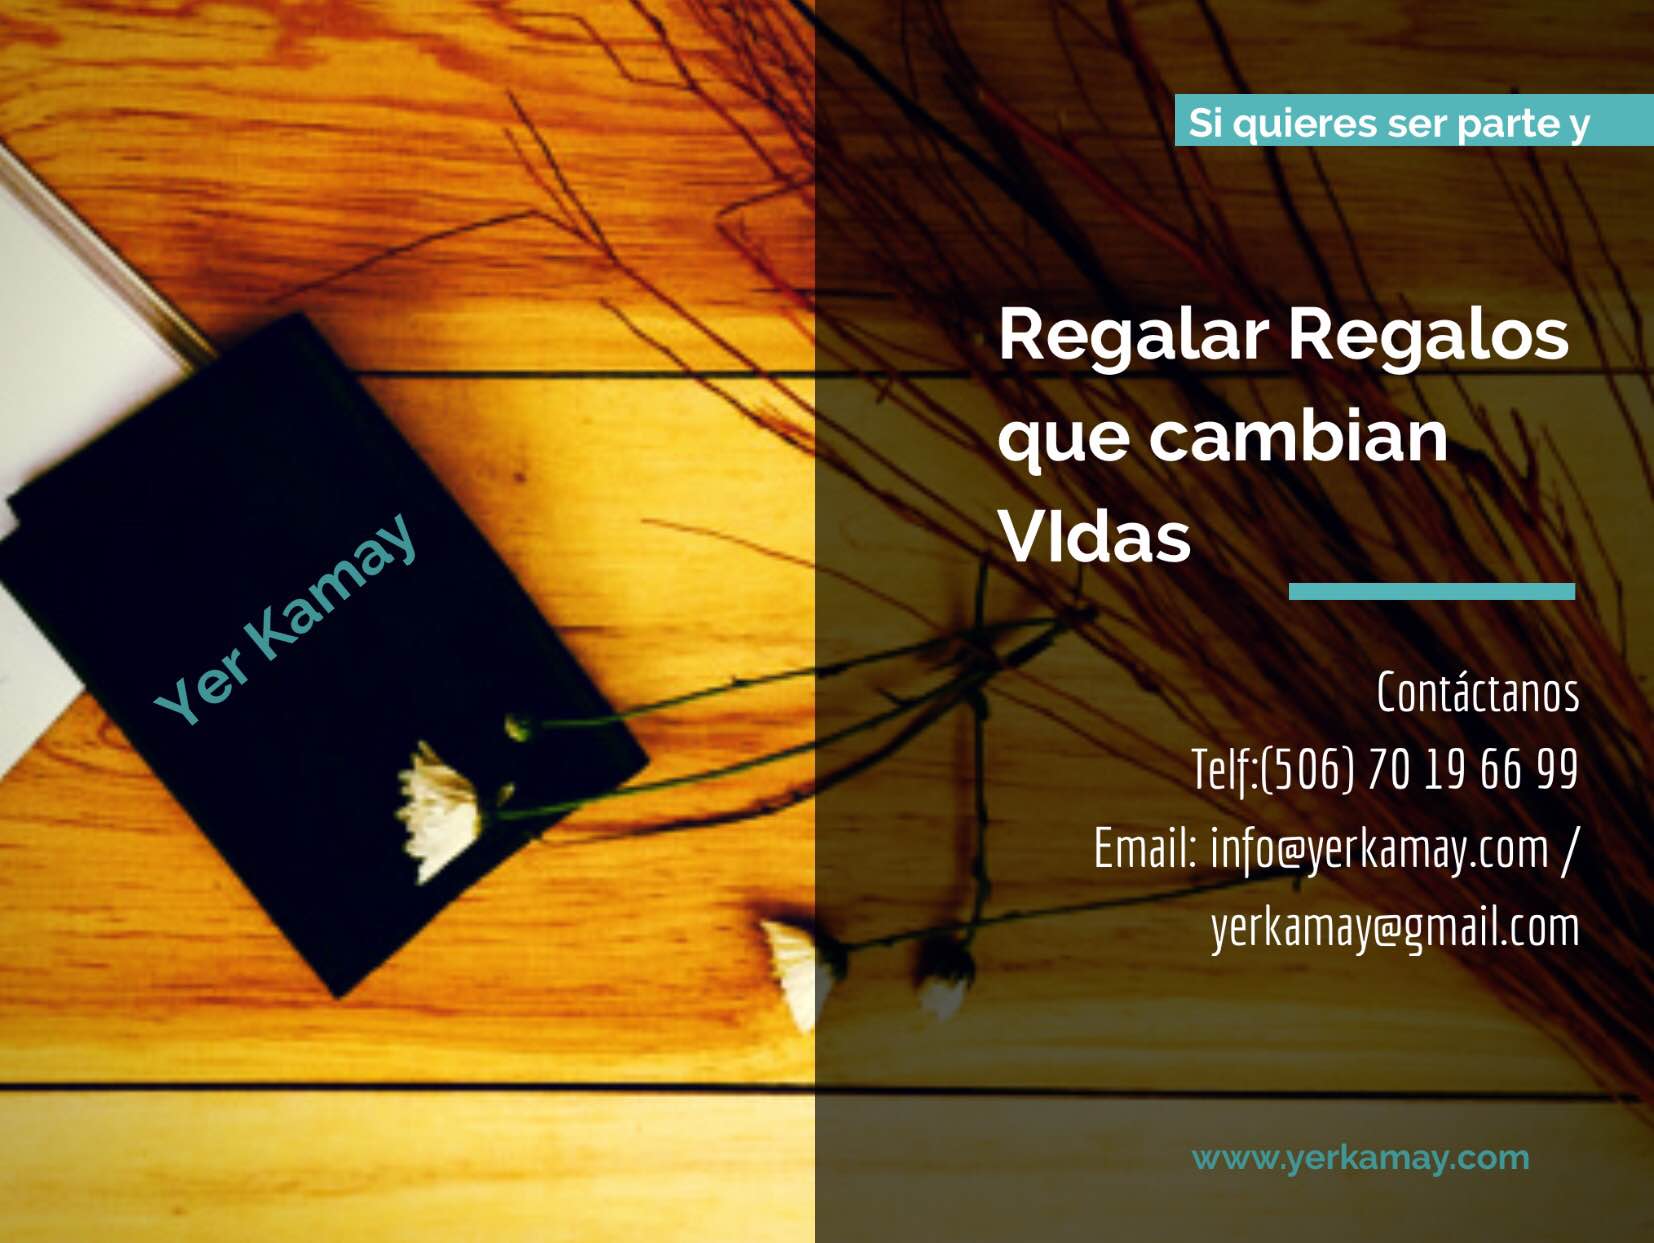 Yer Kamay
Si quieres ser parte y
Regalar Regalos
que cambian
VIdas
Contáctanos
Telf:(506) 70 19 66 99
Email: info@yerkamay.com /
yerkamay@gmail.com
www.yerkamay.com